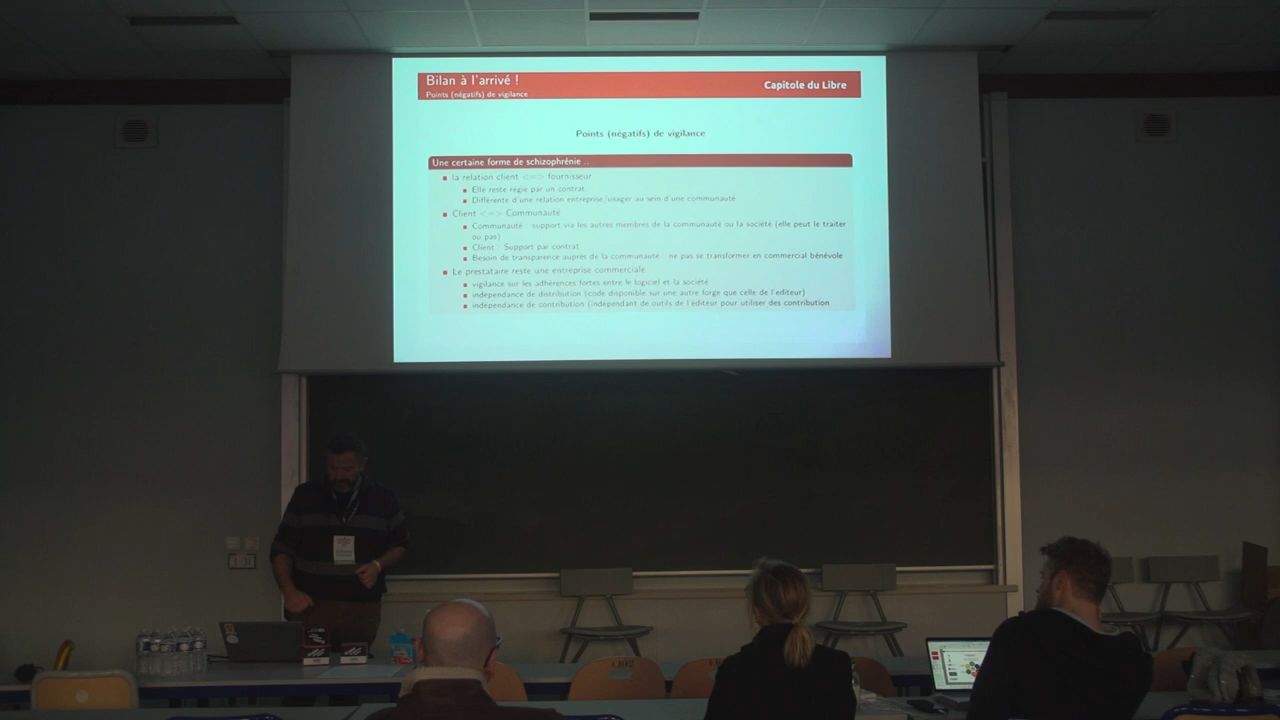 Bilan à l'arrivé !
Points (négatifs) de vigilance
Capitole du Libre
Points (négatifs) de vigilance
Une certaine forme de schizophrénie ..
la relation client <=> fournisseur
Elle reste régie par un contrat
Différente d'une relation entreprise/usager au sein d'une communauté
Client <=> Communauté
Communauté : support via les autres membres de la communauté ou la société (elle peut le traiter
ou pas)
Client : Support par contrat
Besoin de transparence auprès de la communauté : ne pas se transformer en commercial bénévole
Le prestataire reste une entreprise commerciale
vigilance sur les adhérences fortes entre le logiciel et la société
indépendance de distribution (code disponible sur une autre forge que celle de l'éditeur)
indépendance de contribution (indépendant de outils de l'éditeur pour utiliser des contribution